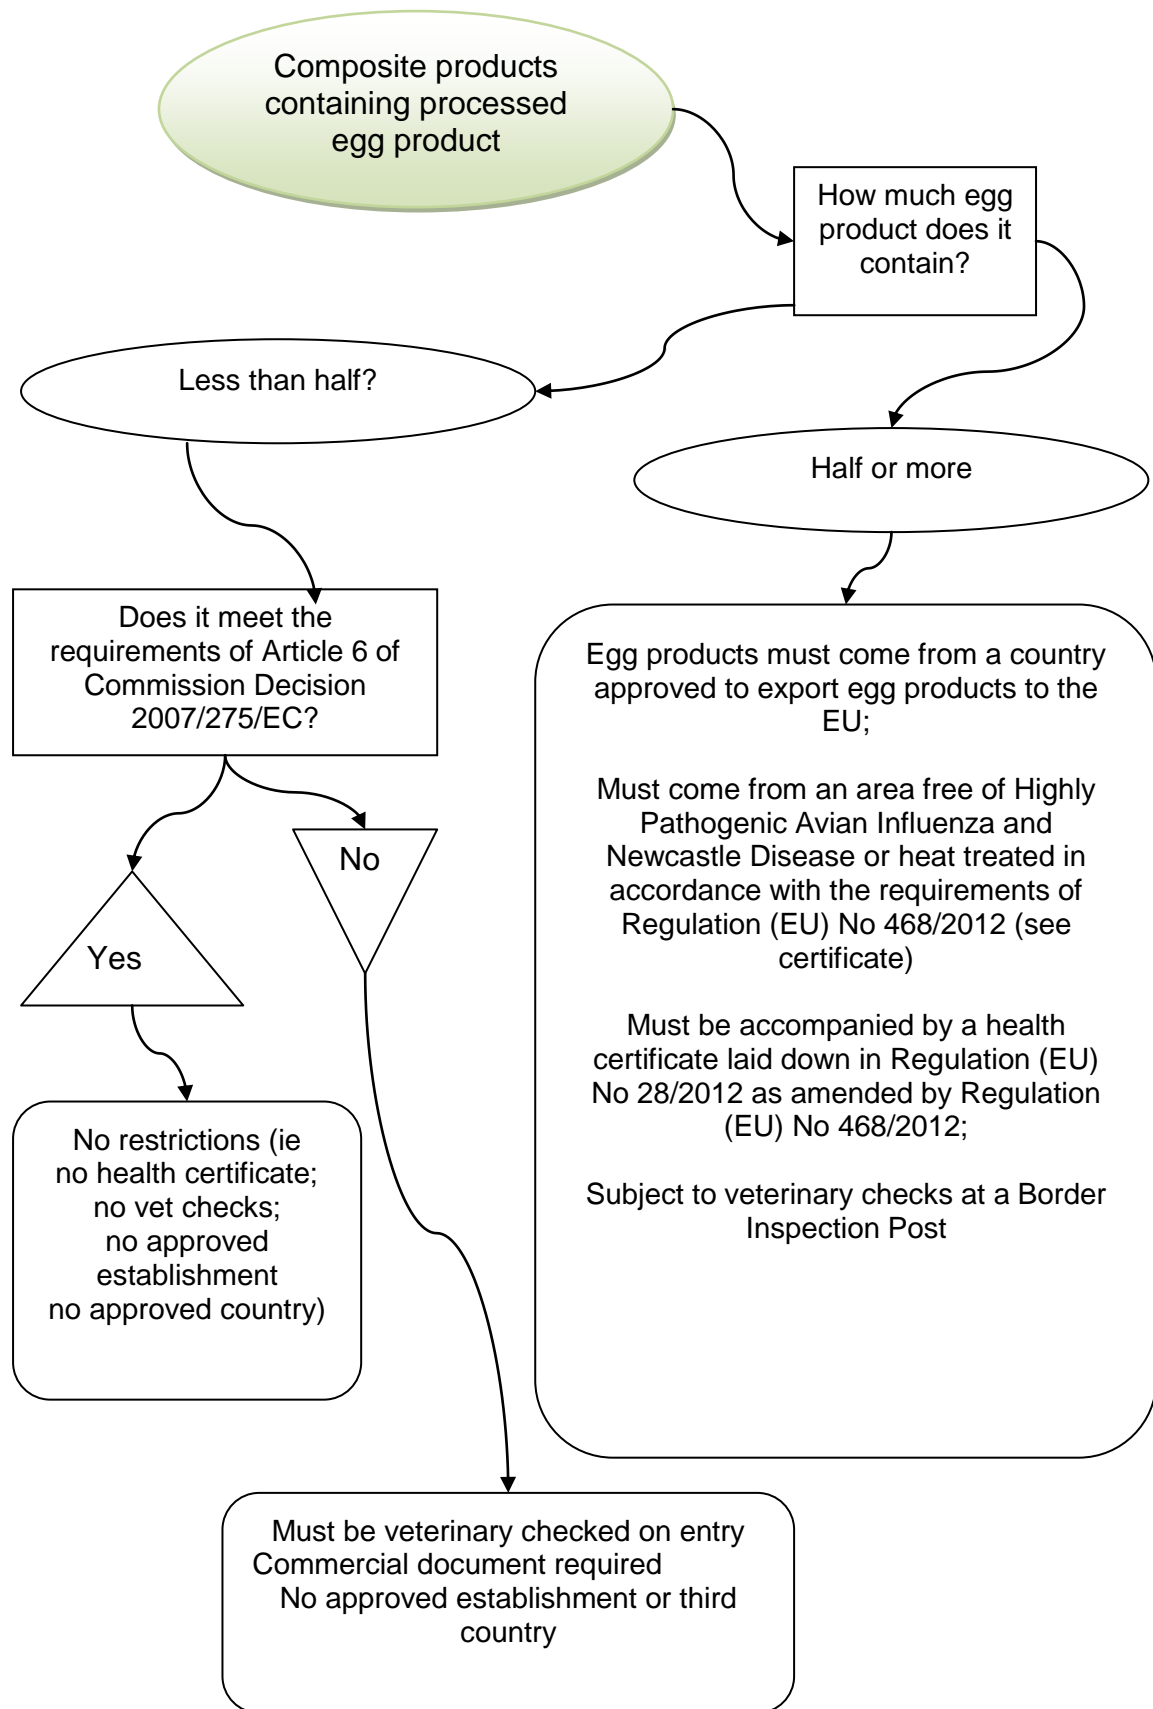 Composite products
containing processed
egg product
How much egg
product does it
contain?
Less than half?
Half or more
Does it meet the
requirements of Article 6 of
Commission Decision
2007/275/EC?
Egg products must come from a country
approved to export egg products to the
EU;
Must come from an area free of Highly
Pathogenic Avian Influenza and
Newcastle Disease or heat treated in
accordance with the requirements of
Regulation (EU) No 468/2012 (see
certificate)
Must be accompanied by a health
certificate laid down in Regulation (EU)
No 28/2012 as amended by Regulation
(EU) No 468/2012;
Subject to veterinary checks at a Border
Inspection Post
No
Yes
No restrictions (ie
no health certificate;
no vet checks;
no approved
establishment
no approved country)
Must be veterinary checked on entry
Commercial document required
No approved establishment or third
country